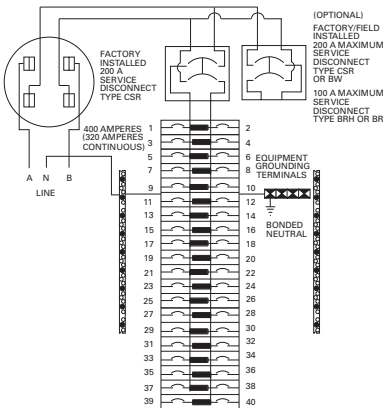 (OPTIONAL)
FACTORY/FIELD
INSTALLED
200 A MAXIMUM
SERVICE
DISCONNECT
TYPE CSR
OR BW
100 A MAXIMUM
SERVICE
DISCONNECT
TYPE BRH OR BR
FACTORY
INSTALLED
200 A
SERVICE
DISCONNECT
TYPE CSR
400 AMPERES
(320 AMPERES
CONTINUOUS)
A N B
LINE
EQUIPMENT
GROUNDING
TERMINALS
BONDED
NEUTRAL
1 2
3 4
5 6
7 8
9 10
11 12
13 14
15 16
17 18
19 20
21 22
23 24
25 26
27 28
29 30
31 32
33 34
35 36
37 38
39 40